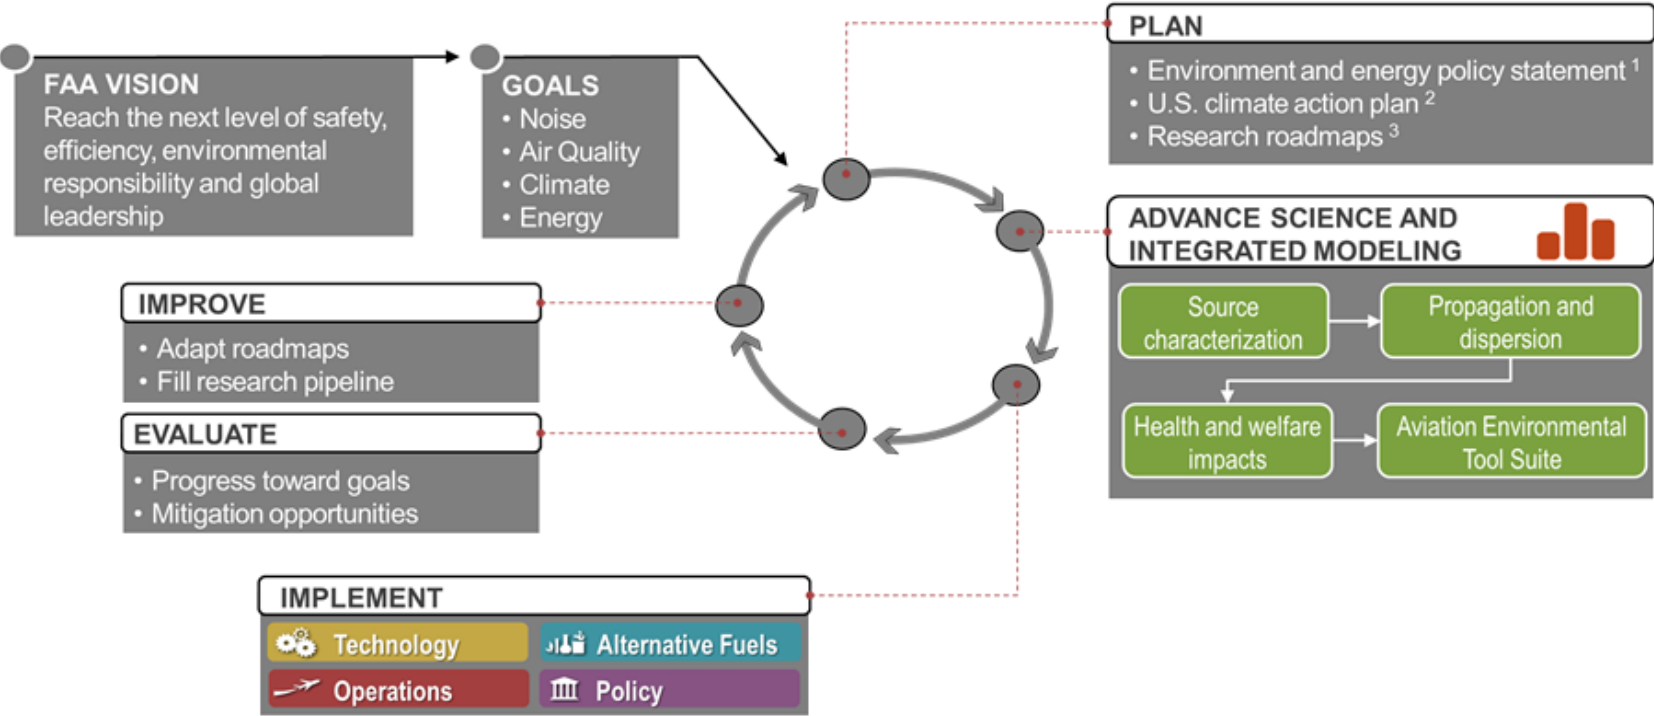 FAA VISION
Reach the next level of safety,
efficiency, environmental
responsibility and global
leadership
GOALS
• Noise
• Air Quality
• Climate
• Energy
PLAN
• Environment and energy policy statement 1
• U.S. climate action plan 2
• Research roadmaps 3
ADVANCE SCIENCE AND
INTEGRATED MODELING
Source
characterization
Propagation and
dispersion
Health and welfare
impacts
Aviation Environmental
Tool Suite
IMPLEMENT
Technology
Alternative Fuels
Operations
Policy
EVALUATE
• Progress toward goals
• Mitigation opportunities
IMPROVE
• Adapt roadmaps
• Fill research pipeline